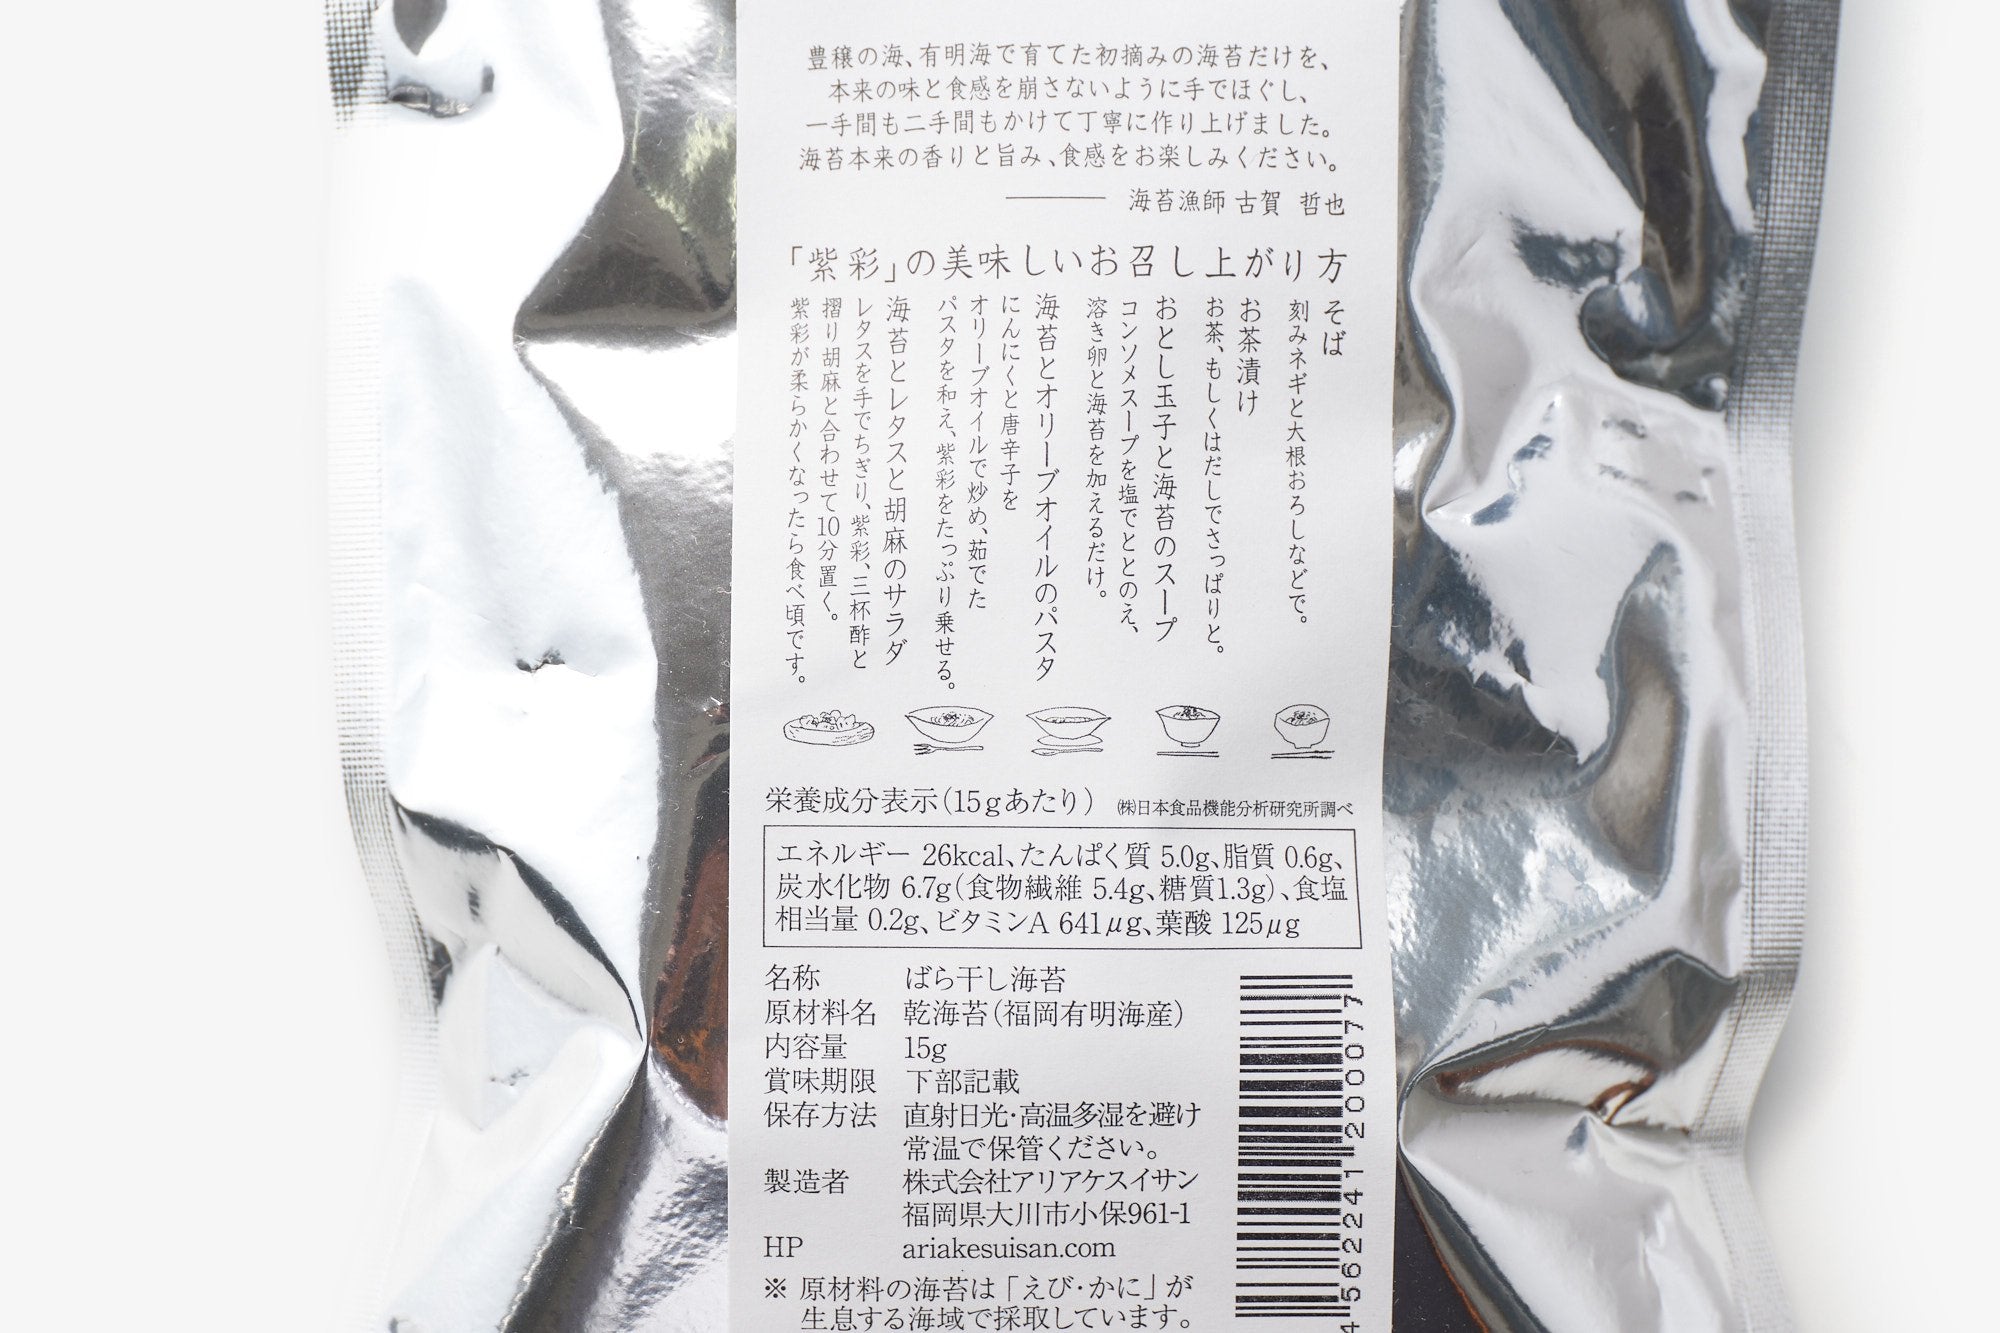 豊穣の海、有明海で育てた初摘みの海苔だけを、
本来の味と食感を崩さないように手でほぐし、
一手間も二手間もかけて丁寧に作り上げました。
海苔本来の香りと旨み、食感をお楽しみください。
海苔漁師 古賀 哲也
「紫彩」の美味しいお召し上がり方
そば
刻みネギと大根おろしなどで。
お茶漬け
お茶、もしくはだしでさっぱりと。
おとし玉子と海苔のスープ
コンソメスープを塩でととのえ、
溶き卵と海苔を加えるだけ。
海苔とオリーブオイルのパスタ
にんにくと唐辛子を
オリーブオイルで炒め、茹でた
パスタを和え、紫彩をたっぷり乗せる。
海苔とレタスと胡麻のサラダ
レタスを手でちぎり、紫彩、三杯酢と
摺り胡麻と合わせて10分置く。
紫彩が柔らかくなったら食べ頃です。
栄養成分表示(15gあたり) ㈱日本食品機能分析研究所調べ
エネルギー 26kcal、たんぱく質 5.0g、脂質 0.6g、
炭水化物 6.7g(食物繊維 5.4g、糖質1.3g)、食塩
相当量 0.2g、ビタミンA 641μg、葉酸 125μg
名称 ばら干し海苔
原材料名 乾海苔(福岡有明海産)
内容量 15g
賞味期限 下部記載
保存方法 直射日光・高温多湿を避け
常温で保管ください。
製造者 株式会社アリアケスイサン
福岡県大川市小保961-1
HP ariakesuisan.com
※ 原材料の海苔は「えび・かに」が
生息する海域で採取しています。
4562241200077